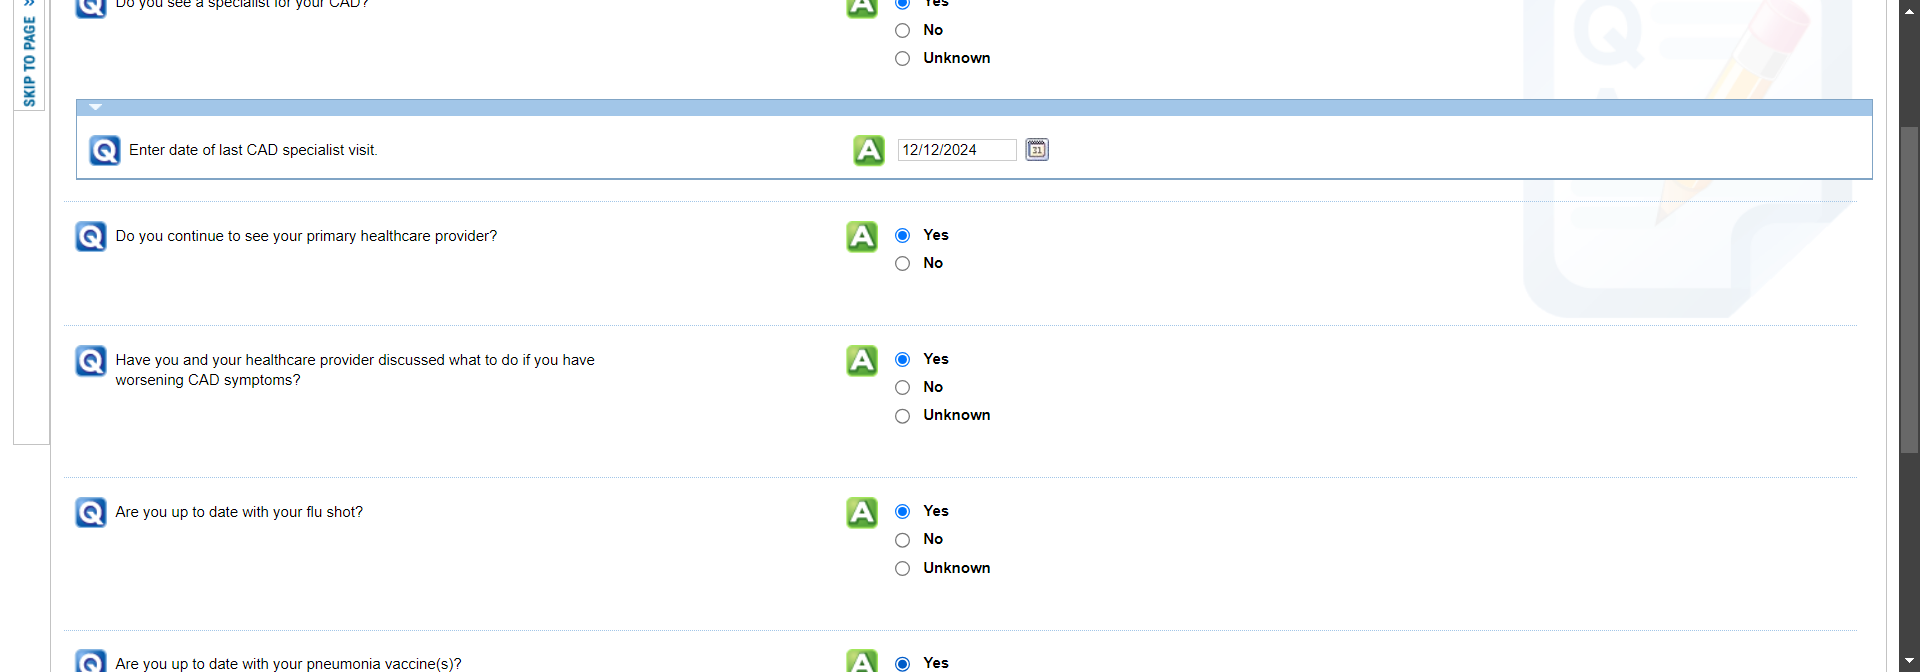 SKIP TO PAGE »
Do you see a specialist for your CAD?
Yes
No
Unknown
Enter date of last CAD specialist visit.
12/12/2024
31
Do you continue to see your primary healthcare provider?
Yes
No
Have you and your healthcare provider discussed what to do if you have
worsening CAD symptoms?
Yes
No
Unknown
Are you up to date with your flu shot?
Yes
No
Unknown
Are you up to date with your pneumonia vaccine(s)?
Yes